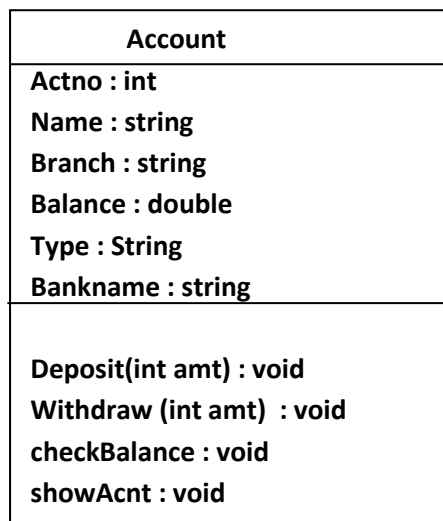 Account
Actno : int
Name : string
Branch : string
Balance : double
Type : String
Bankname : string
Deposit(int amt) : void
Withdraw (int amt)  : void
checkBalance : void
showAcnt : void